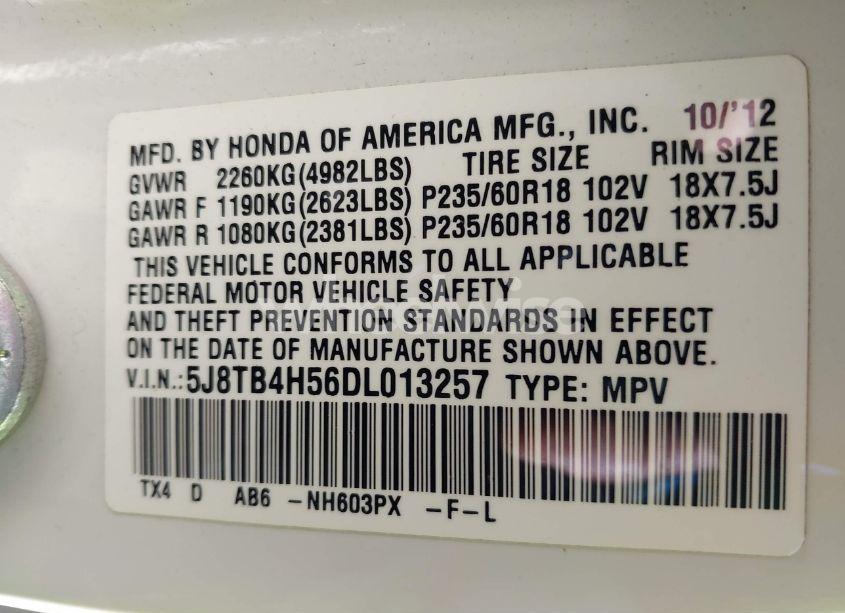 MFD. BY HONDA OF AMERICA MFG., INC. 10/'12
GVWR 2260KG(4982LBS) TIRE SIZE RIM SIZE
GAWR F 1190KG(2623LBS) P235/60R18 102V 18X7.5J
GAWR R 1080KG(2381LBS) P235/60R18 102V 18X7.5J
THIS VEHICLE CONFORMS TO ALL APPLICABLE
FEDERAL MOTOR VEHICLE SAFETY
AND THEFT PREVENTION STANDARDS IN EFFECT
ON THE DATE OF MANUFACTURE SHOWN ABOVE.
V.I.N.:5J8TB4H56DL013257 TYPE: MPV
TX4 D AB6 -NH603PX -F-L